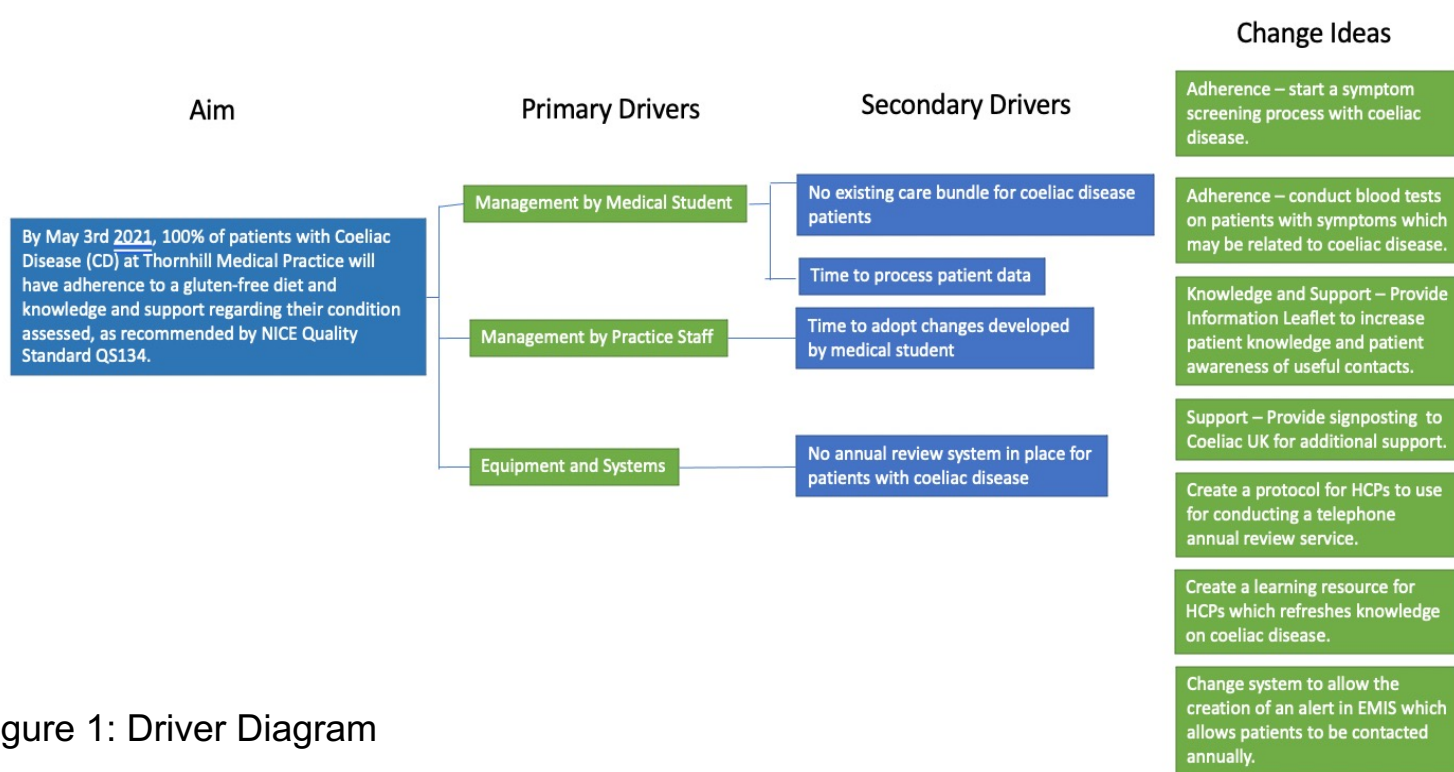 Change Ideas
Aim
Primary Drivers
Secondary Drivers
By May 3rd 2021, 100% of patients with Coeliac
Disease (CD) at Thornhill Medical Practice will
have adherence to a gluten-free diet and
knowledge and support regarding their condition
assessed, as recommended by NICE Quality
Standard QS134.
Management by Medical Student
Management by Practice Staff
Equipment and Systems
No existing care bundle for coeliac disease
patients
Time to process patient data
Time to adopt changes developed
by medical student
No annual review system in place for
patients with coeliac disease
Adherence – start a symptom
screening process with coeliac
disease.
Adherence – conduct blood tests
on patients with symptoms which
may be related to coeliac disease.
Knowledge and Support – Provide
Information Leaflet to increase
patient knowledge and patient
awareness of useful contacts.
Support – Provide signposting to
Coeliac UK for additional support.
Create a protocol for HCPs to use
for conducting a telephone
annual review service.
Create a learning resource for
HCPs which refreshes knowledge
on coeliac disease.
Change system to allow the
creation of an alert in EMIS which
allows patients to be contacted
annually.
gure 1: Driver Diagram